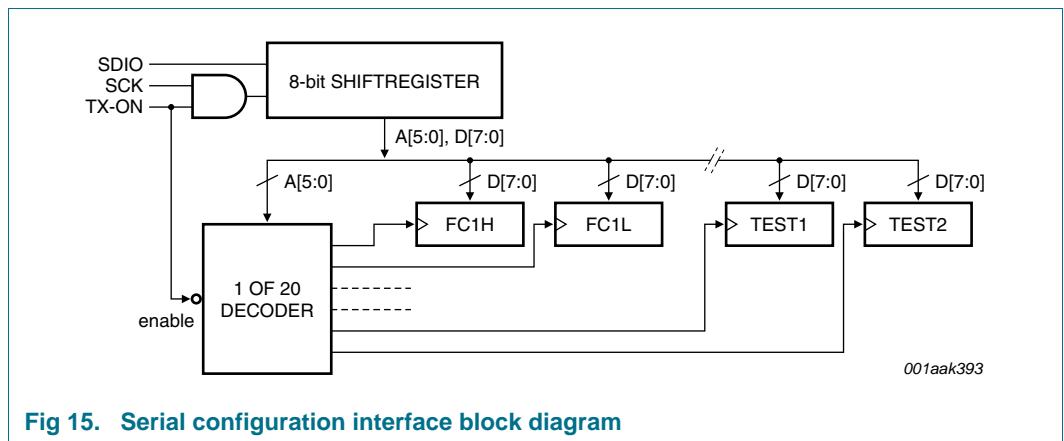 SDIO
SCK
TX-ON
8-bit SHIFTREGISTER
A[5:0], D[7:0]
A[5:0]
D[7:0]
D[7:0]
D[7:0]
D[7:0]
FC1H
FC1L
TEST1
TEST2
1 OF 20
DECODER
enable
001aak393
Fig 15. Serial configuration interface block diagram